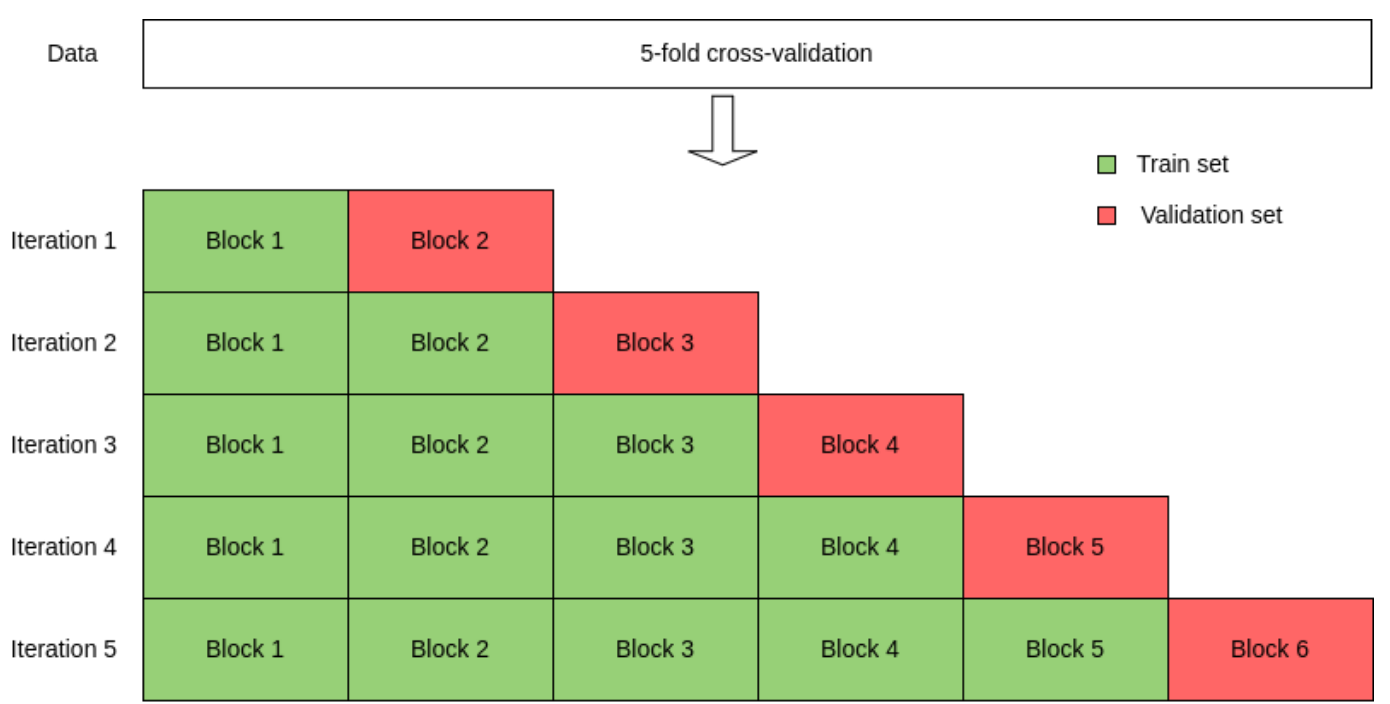 Data
5-fold cross-validation
Train set
Validation set
Iteration 1
Block 1
Block 2
Iteration 2
Block 1
Block 2
Block 3
Iteration 3
Block 1
Block 2
Block 3
Block 4
Iteration 4
Block 1
Block 2
Block 3
Block 4
Block 5
Iteration 5
Block 1
Block 2
Block 3
Block 4
Block 5
Block 6